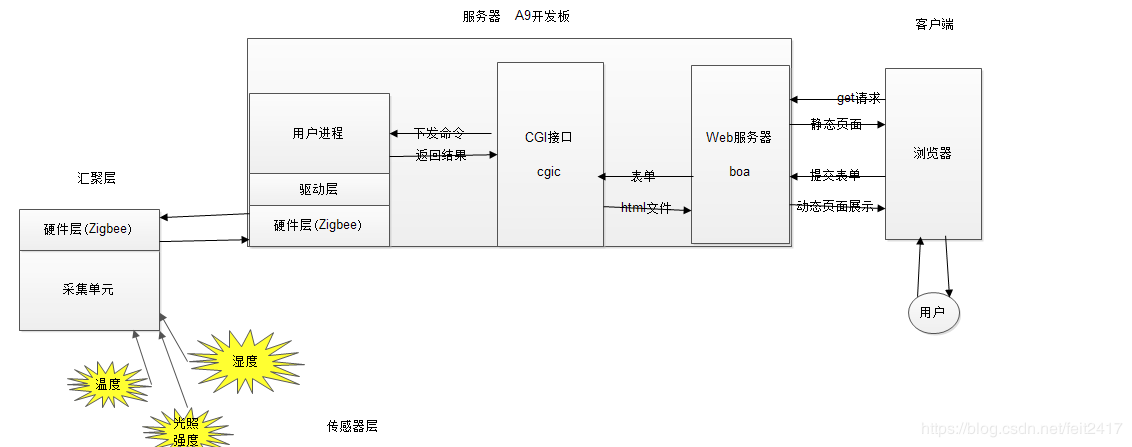 服务器 A9开发板
客户端
get请求
静态页面
用户进程
下发命令
返回结果
CGI接口
cgic
Web服务器
boa
浏览器
表单
html文件
提交表单
动态页面展示
汇聚层
驱动层
硬件层(Zigbee)
硬件层(Zigbee)
采集单元
用户
湿度
温度
光照
强度
传感器层
https://blog.csdn.net/feit2417